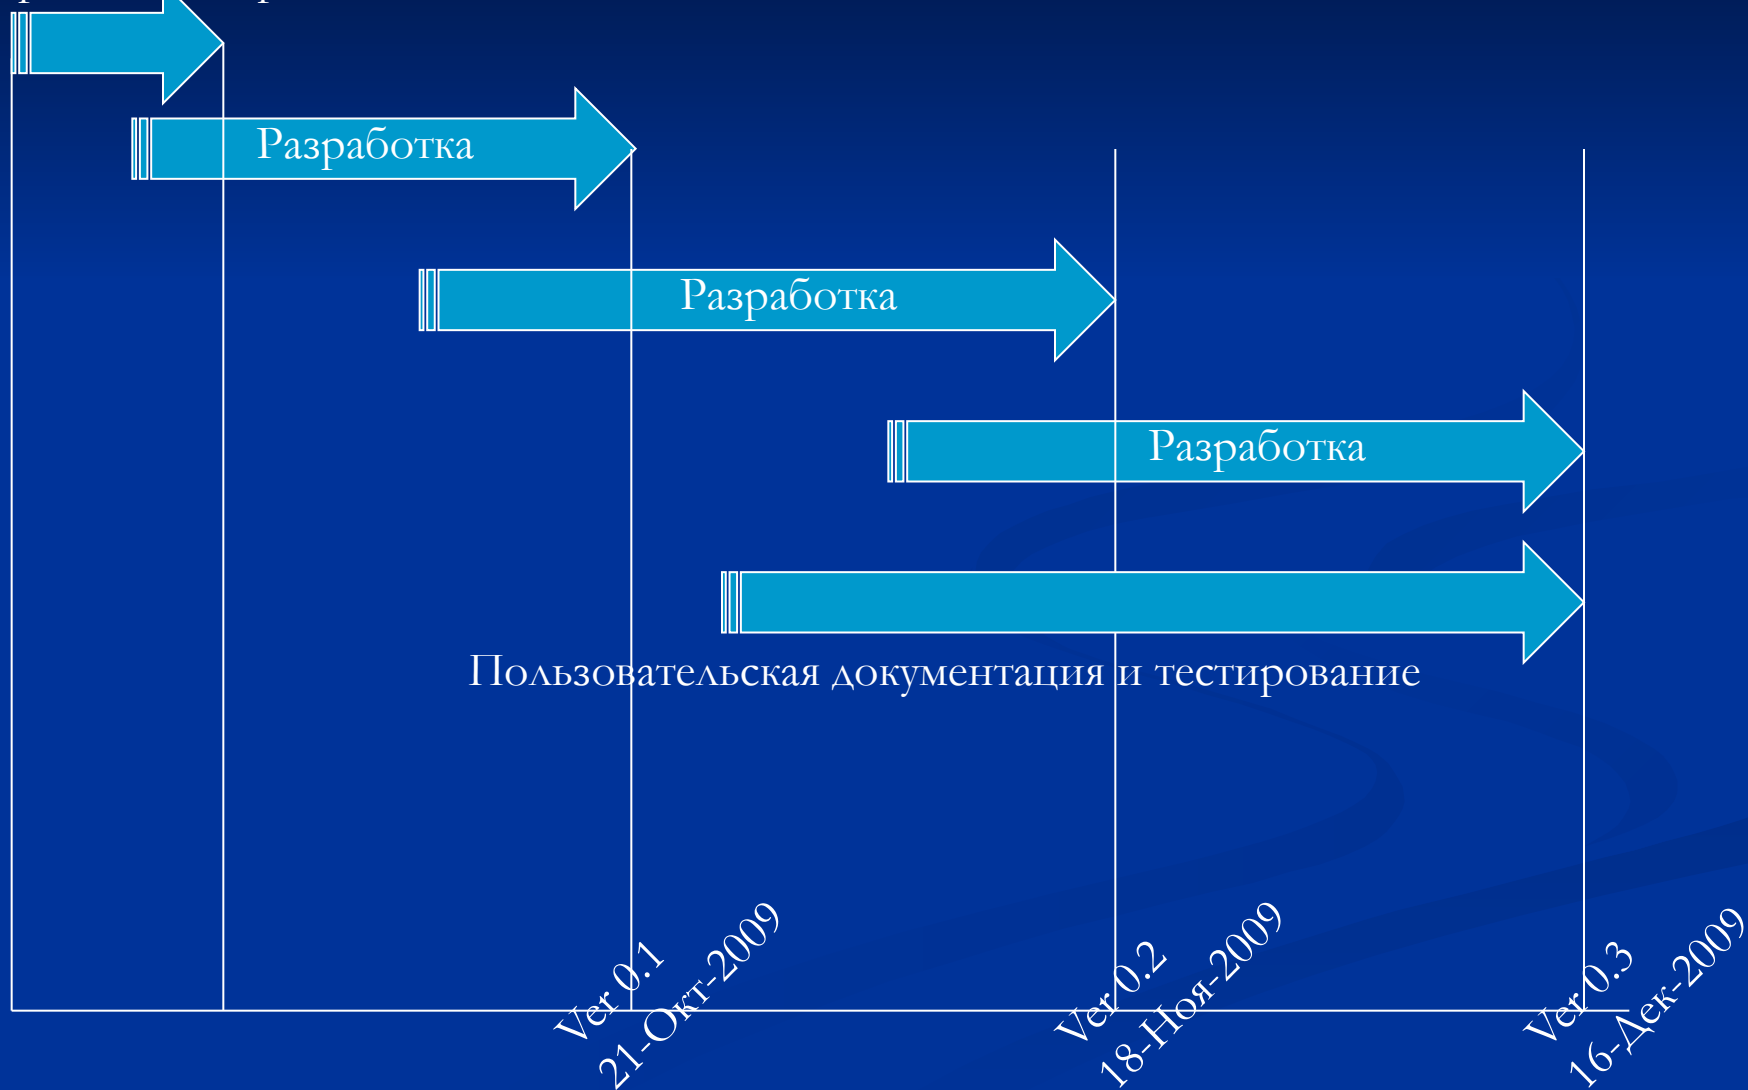 Разработка
Разработка
Разработка
Пользовательская документация и тестирование
Ver 0.1
21-Окт-2009
Ver 0.2
18-Ноя-2009
Ver 0.3
16-Дек-2009